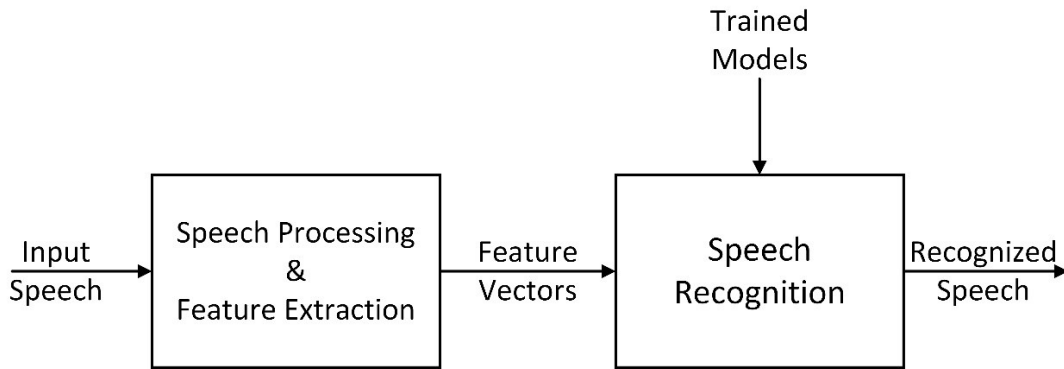 Trained
Models
Input
Speech
Speech Processing
&
Feature Extraction
Feature
Vectors
Speech
Recognition
Recognized
Speech